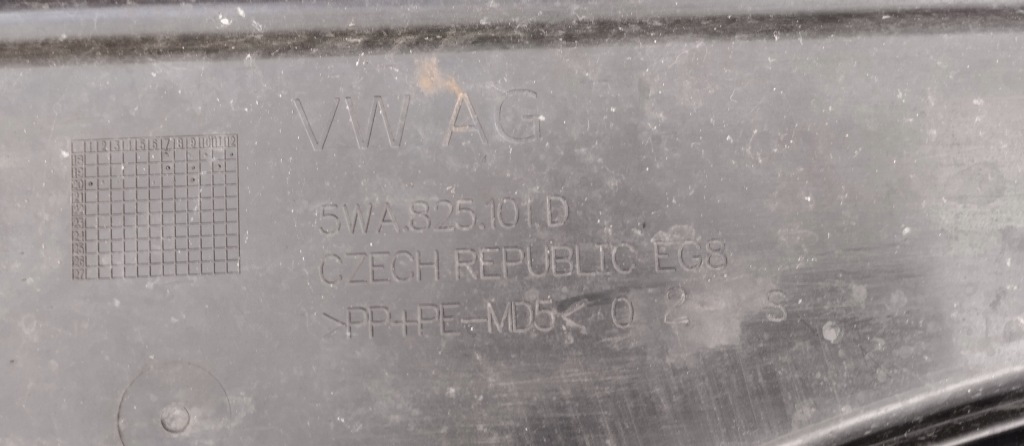 VW AG
5WA.825.101.D
CZECH REPUBLIC EG8
>PP+PE-MD5< 0 2 - S